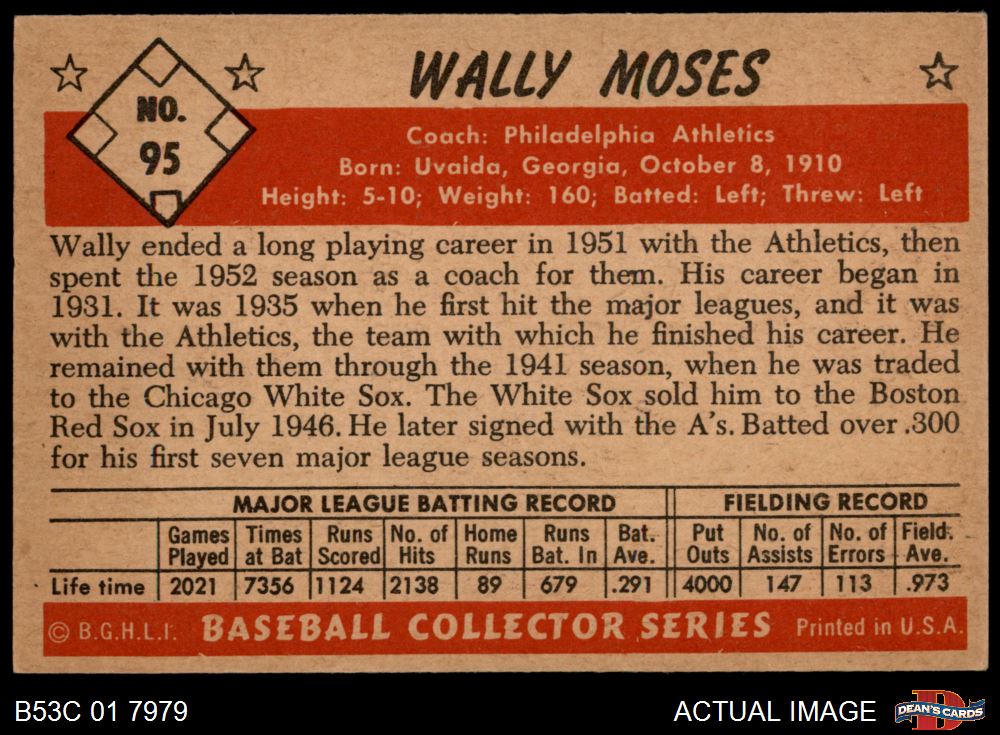 WALLY MOSES
NO.
95
Coach: Philadelphia Athletics
Born: Uvalda, Georgia, October 8, 1910
Height: 5-10; Weight: 160; Batted: Left; Threw: Left
Wally ended a long playing career in 1951 with the Athletics, then
spent the 1952 season as a coach for them. His career began in
1931. It was 1935 when he first hit the major leagues, and it was
with the Athletics, the team with which he finished his career. He
remained with them through the 1941 season, when he was traded
to the Chicago White Sox. The White Sox sold him to the Boston
Red Sox in July 1946. He later signed with the A's. Batted over .300
for his first seven major league seasons.
MAJOR LEAGUE BATTING RECORD FIELDING RECORD
Games Times Runs No. of Home Runs Bat. Put No. of No. of Field.
Played at Bat Scored Hits Runs Bat. In Ave. Outs Assists Errors Ave.
Life time 2021 7356 1124 2138 89 679 .291 4000 147 113 .973
© B.G.H.L.I. BASEBALL COLLECTOR SERIES Printed in U.S.A.
B53C 01 7979 ACTUAL IMAGE DEAN'S CARDS